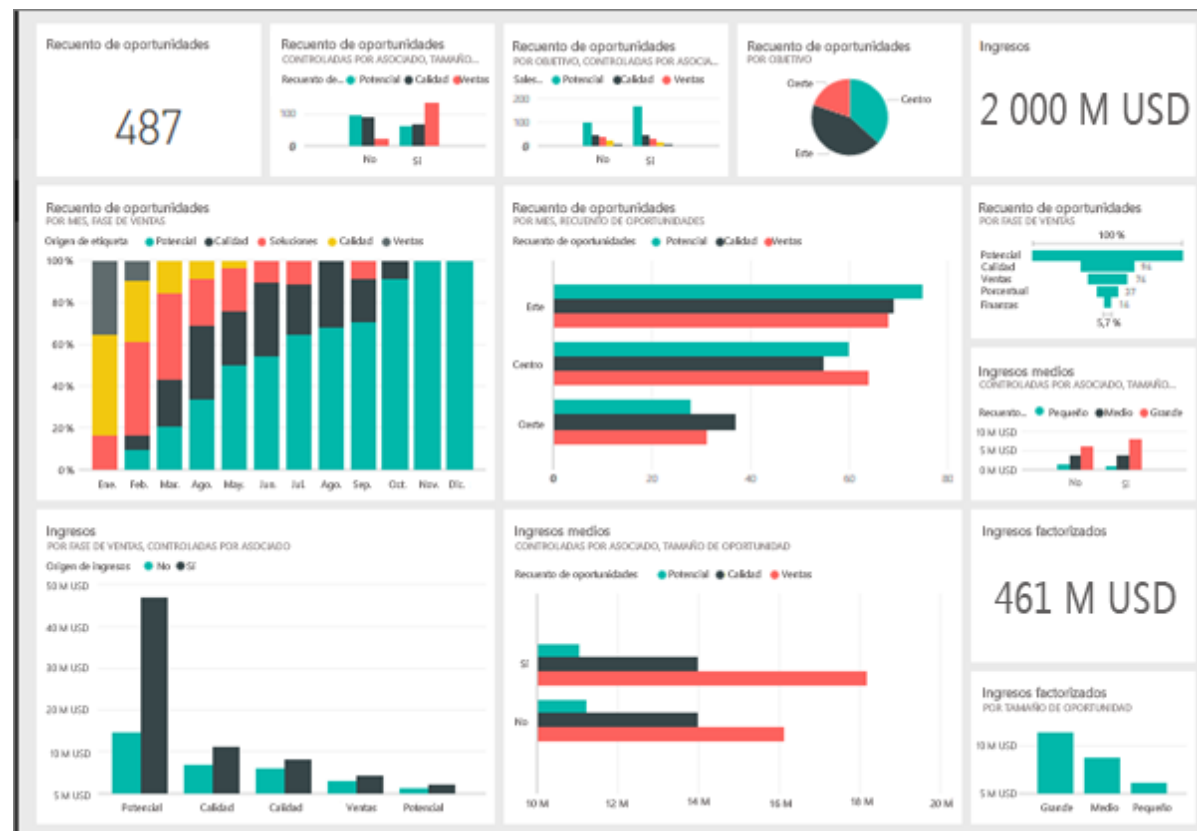 Recuento de oportunidades
487
Recuento de oportunidades
CONTROLADAS POR ASOCIADO, TAMAÑO...
Recuento de... Potencial Calidad Ventas
100
0
No Sí
Recuento de oportunidades
POR OBJETIVO, CONTROLADAS POR ASOCIA...
Sales... Potencial Calidad Ventas
200
100
0
No Sí
Recuento de oportunidades
POR OBJETIVO
Oeste
Centro
Este
Ingresos
2 000 M USD
Recuento de oportunidades
POR MES, FASE DE VENTAS
Origen de etiqueta Potencial Calidad Soluciones Calidad Ventas
100 %
80 %
60 %
40 %
20 %
0 %
Ene. Feb. Mar. Ago. May. Jun. Jul. Ago. Sep. Oct. Nov. Dic.
Recuento de oportunidades
POR MES, RECUENTO DE OPORTUNIDADES
Recuento de oportunidades Potencial Calidad Ventas
Este
Centro
Oeste
0 20 40 60 80
Recuento de oportunidades
POR FASE DE VENTAS
100 %
Potencial
Calidad 94
Ventas 76
Porcentual 37
Finanzas 16
5,7 %
Ingresos medios
CONTROLADAS POR ASOCIADO, TAMAÑO...
Recuento... Pequeño Medio Grande
10 M USD
5 M USD
0 M USD
No Sí
Ingresos
POR FASE DE VENTAS, CONTROLADAS POR ASOCIADO
Origen de ingresos No Sí
50 M USD
40 M USD
30 M USD
20 M USD
10 M USD
5 M USD
Potencial Calidad Calidad Ventas Potencial
Ingresos medios
CONTROLADAS POR ASOCIADO, TAMAÑO DE OPORTUNIDAD
Recuento de oportunidades Potencial Calidad Ventas
Sí
No
10 M 12 M 14 M 16 M 18 M 20 M
Ingresos factorizados
461 M USD
Ingresos factorizados
POR TAMAÑO DE OPORTUNIDAD
10 M USD
5 M USD
Grande Medio Pequeño